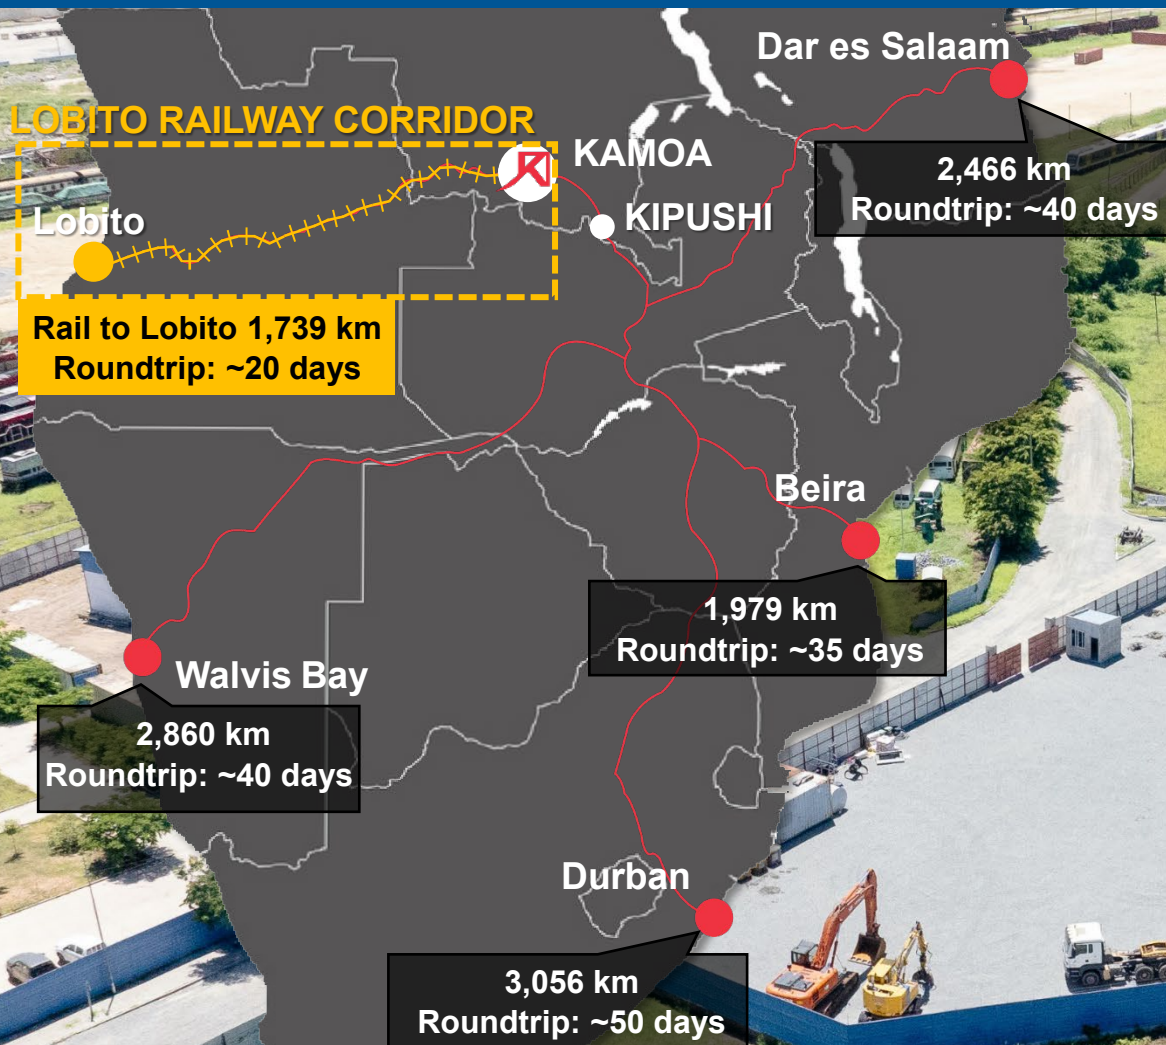 Dar es Salaam
2,466 km
Roundtrip: ~40 days
LOBITO RAILWAY CORRIDOR
KAMOA
KIPUSHI
Lobito
Rail to Lobito 1,739 km
Roundtrip: ~20 days
Beira
1,979 km
Roundtrip: ~35 days
Walvis Bay
2,860 km
Roundtrip: ~40 days
Durban
3,056 km
Roundtrip: ~50 days